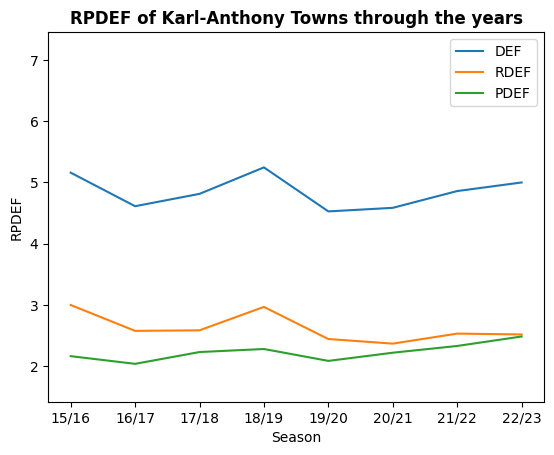 RPDEF of Karl-Anthony Towns through the years
DEF
RDEF
PDEF
7
6
5
4
3
2
RPDEF
15/16 16/17 17/18 18/19 19/20 20/21 21/22 22/23
Season